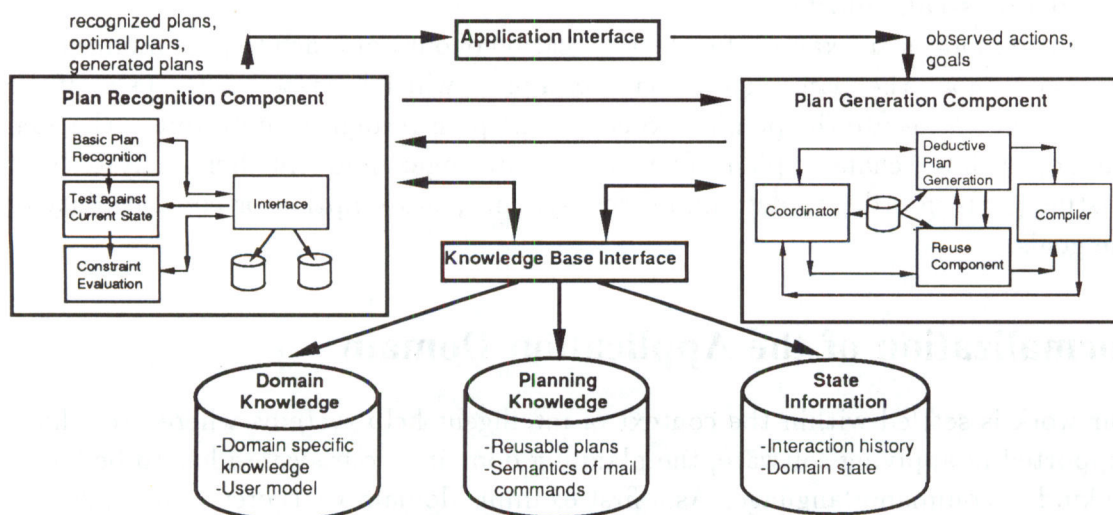 recognized plans,
optimal plans,
generated plans
Application Interface
observed actions,
goals
Plan Recognition Component
Basic Plan
Recognition
Test against
Current State
Constraint
Evaluation
Interface
Plan Generation Component
Deductive
Plan
Generation
Coordinator
Compiler
Reuse
Component
Knowledge Base Interface
Domain
Knowledge
-Domain specific
knowledge
-User model
Planning
Knowledge
-Reusable plans
-Semantics of mail
commands
State
Information
-Interaction history
-Domain state